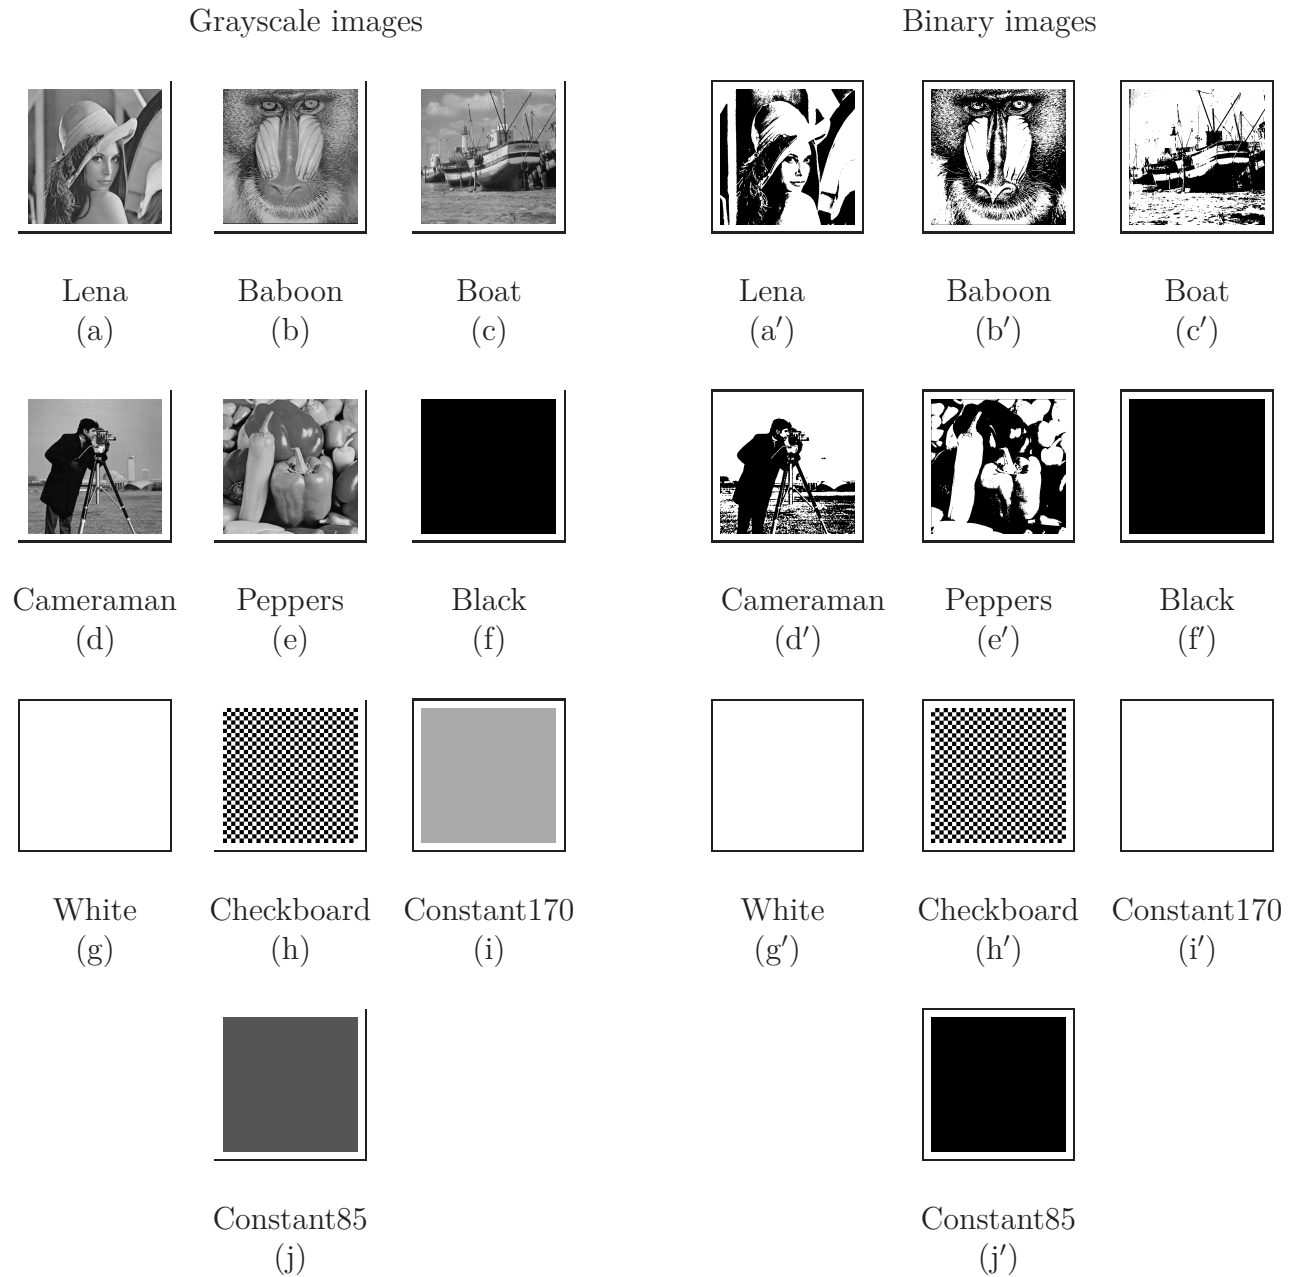 Grayscale images Binary images
Lena Baboon Boat Lena Baboon Boat
(a) (b) (c) (a′) (b′) (c′)
Cameraman Peppers Black Cameraman Peppers Black
(d) (e) (f) (d′) (e′) (f′)
White Checkboard Constant170 White Checkboard Constant170
(g) (h) (i) (g′) (h′) (i′)
Constant85 Constant85
(j) (j′)